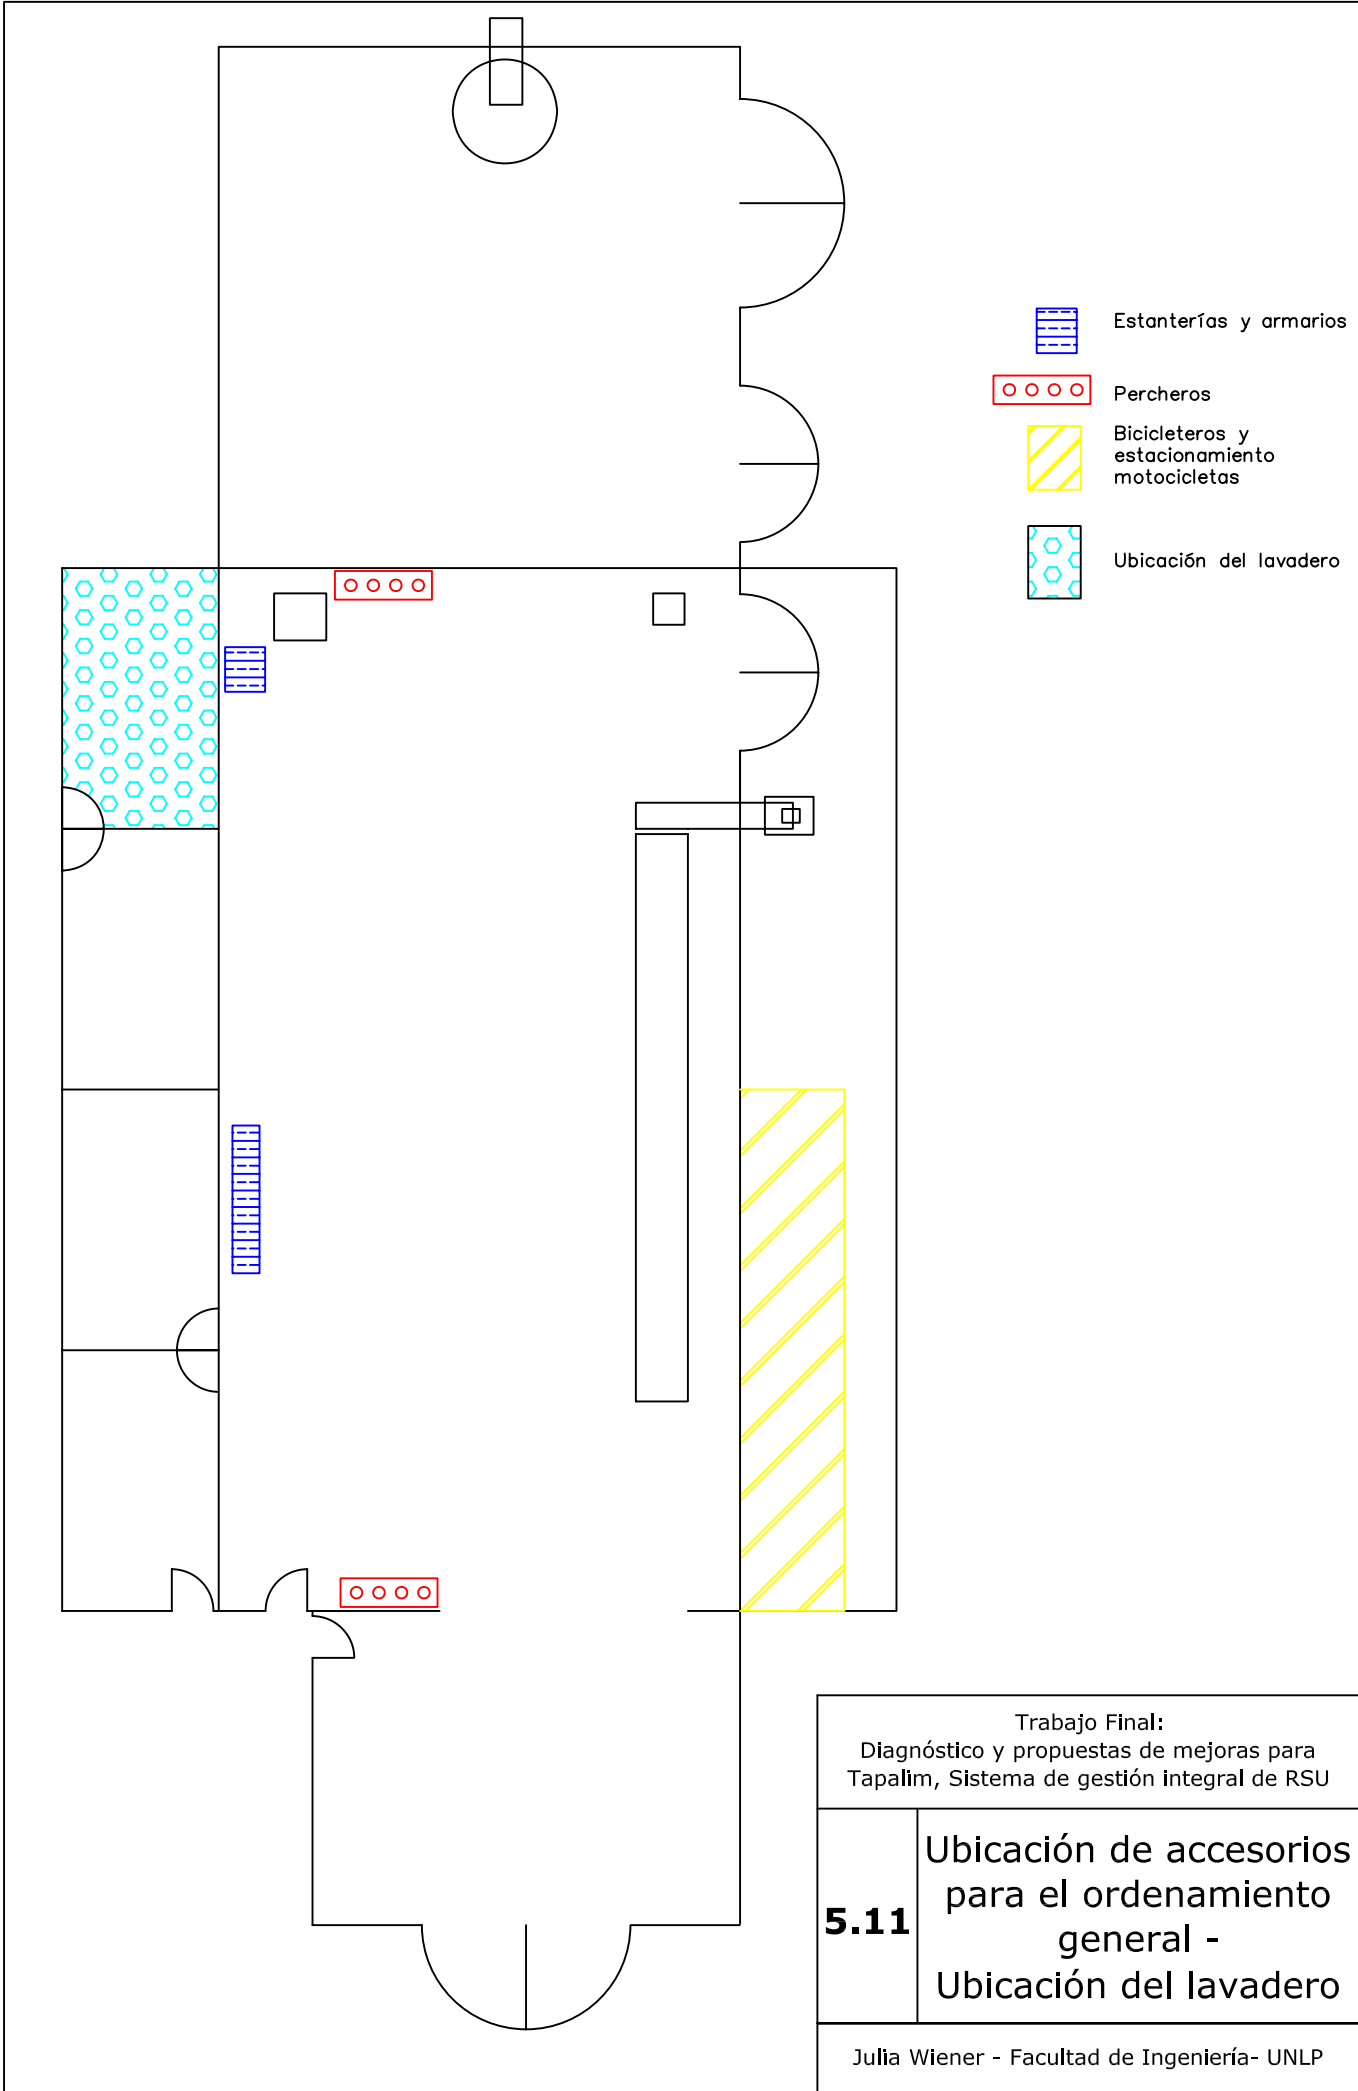 Estanterías y armarios
Percheros
Bicicleteros y
estacionamiento
motocicletas
Ubicación del lavadero
Trabajo Final:
Diagnóstico y propuestas de mejoras para
Tapalim, Sistema de gestión integral de RSU
5.11
Ubicación de accesorios
para el ordenamiento
general -
Ubicación del lavadero
Julia Wiener - Facultad de Ingeniería- UNLP